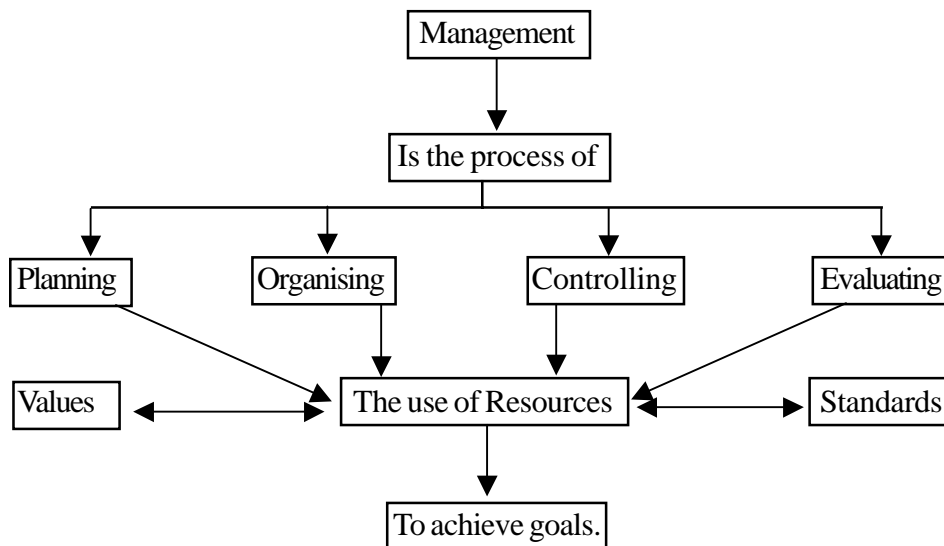 Management
Is the process of
Planning
Organising
Controlling
Evaluating
Values
The use of Resources
Standards
To achieve goals.